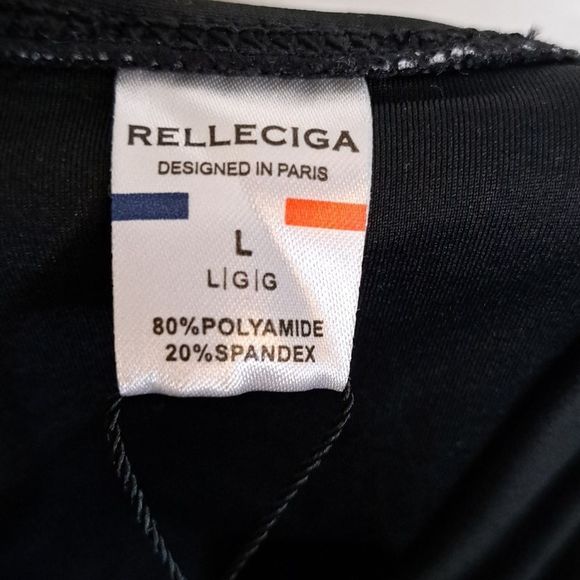 RELLECIGA
DESIGNED IN PARIS
L
L|G|G
80%POLYAMIDE
20%SPANDEX